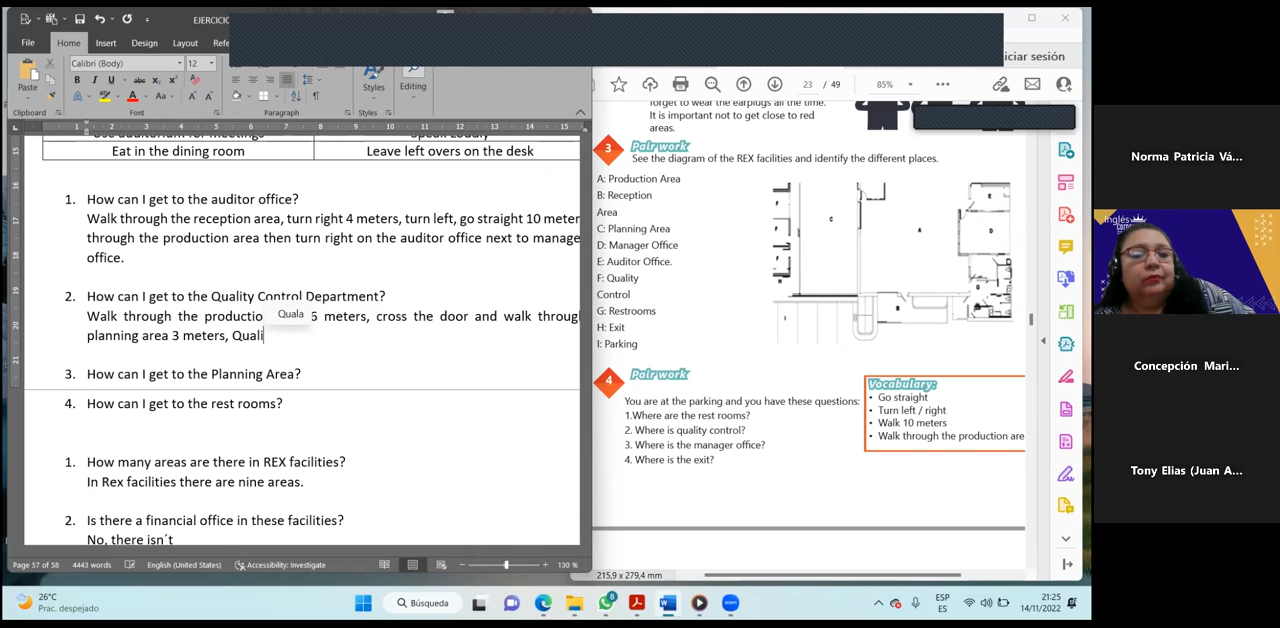 EJERCICIO
File Home Insert Design Layout Refe
Paste
Calibri (Body) 12
B I U abc x₂ x²
Styles
Editing
Clipboard Font Paragraph Styles
Use auditorium for meetings Speak Loudly
Eat in the dining room Leave left overs on the desk
1. How can I get to the auditor office?
Walk through the reception area, turn right 4 meters, turn left, go straight 10 meter
through the production area then turn right on the auditor office next to manage
office.
2. How can I get to the Quality Control Department?
Quala
Walk through the productio 6 meters, cross the door and walk throug
planning area 3 meters, Quali
3. How can I get to the Planning Area?
4. How can I get to the rest rooms?
1. How many areas are there in REX facilities?
In Rex facilities there are nine areas.
2. Is there a financial office in these facilities?
No, there isn´t
Page 57 of 58 4443 words English (United States) Accessibility: Investigate 130 %
iciar sesión
23 / 49 85%
forget to wear the earplugs all the time.
It is important not to get close to red
areas.
3 Pair work
See the diagram of the REX facilities and identify the different places.
A: Production Area
B: Reception
Area
C: Planning Area
D: Manager Office
E: Auditor Office.
F: Quality
Control
G: Restrooms
H: Exit
I: Parking
4 Pair work
You are at the parking and you have these questions:
1.Where are the rest rooms?
2. Where is quality control?
3. Where is the manager office?
4. Where is the exit?
Vocabulary:
• Go straight
• Turn left / right
• Walk 10 meters
• Walk through the production are
215,9 x 279,4 mm
Norma Patricia Vá...
Inglés
Corner
Concepción Mari...
Tony Elias (Juan A...
26°C
Prac. despejado
Búsqueda
8
zoom
ESP
ES
21:25
14/11/2022